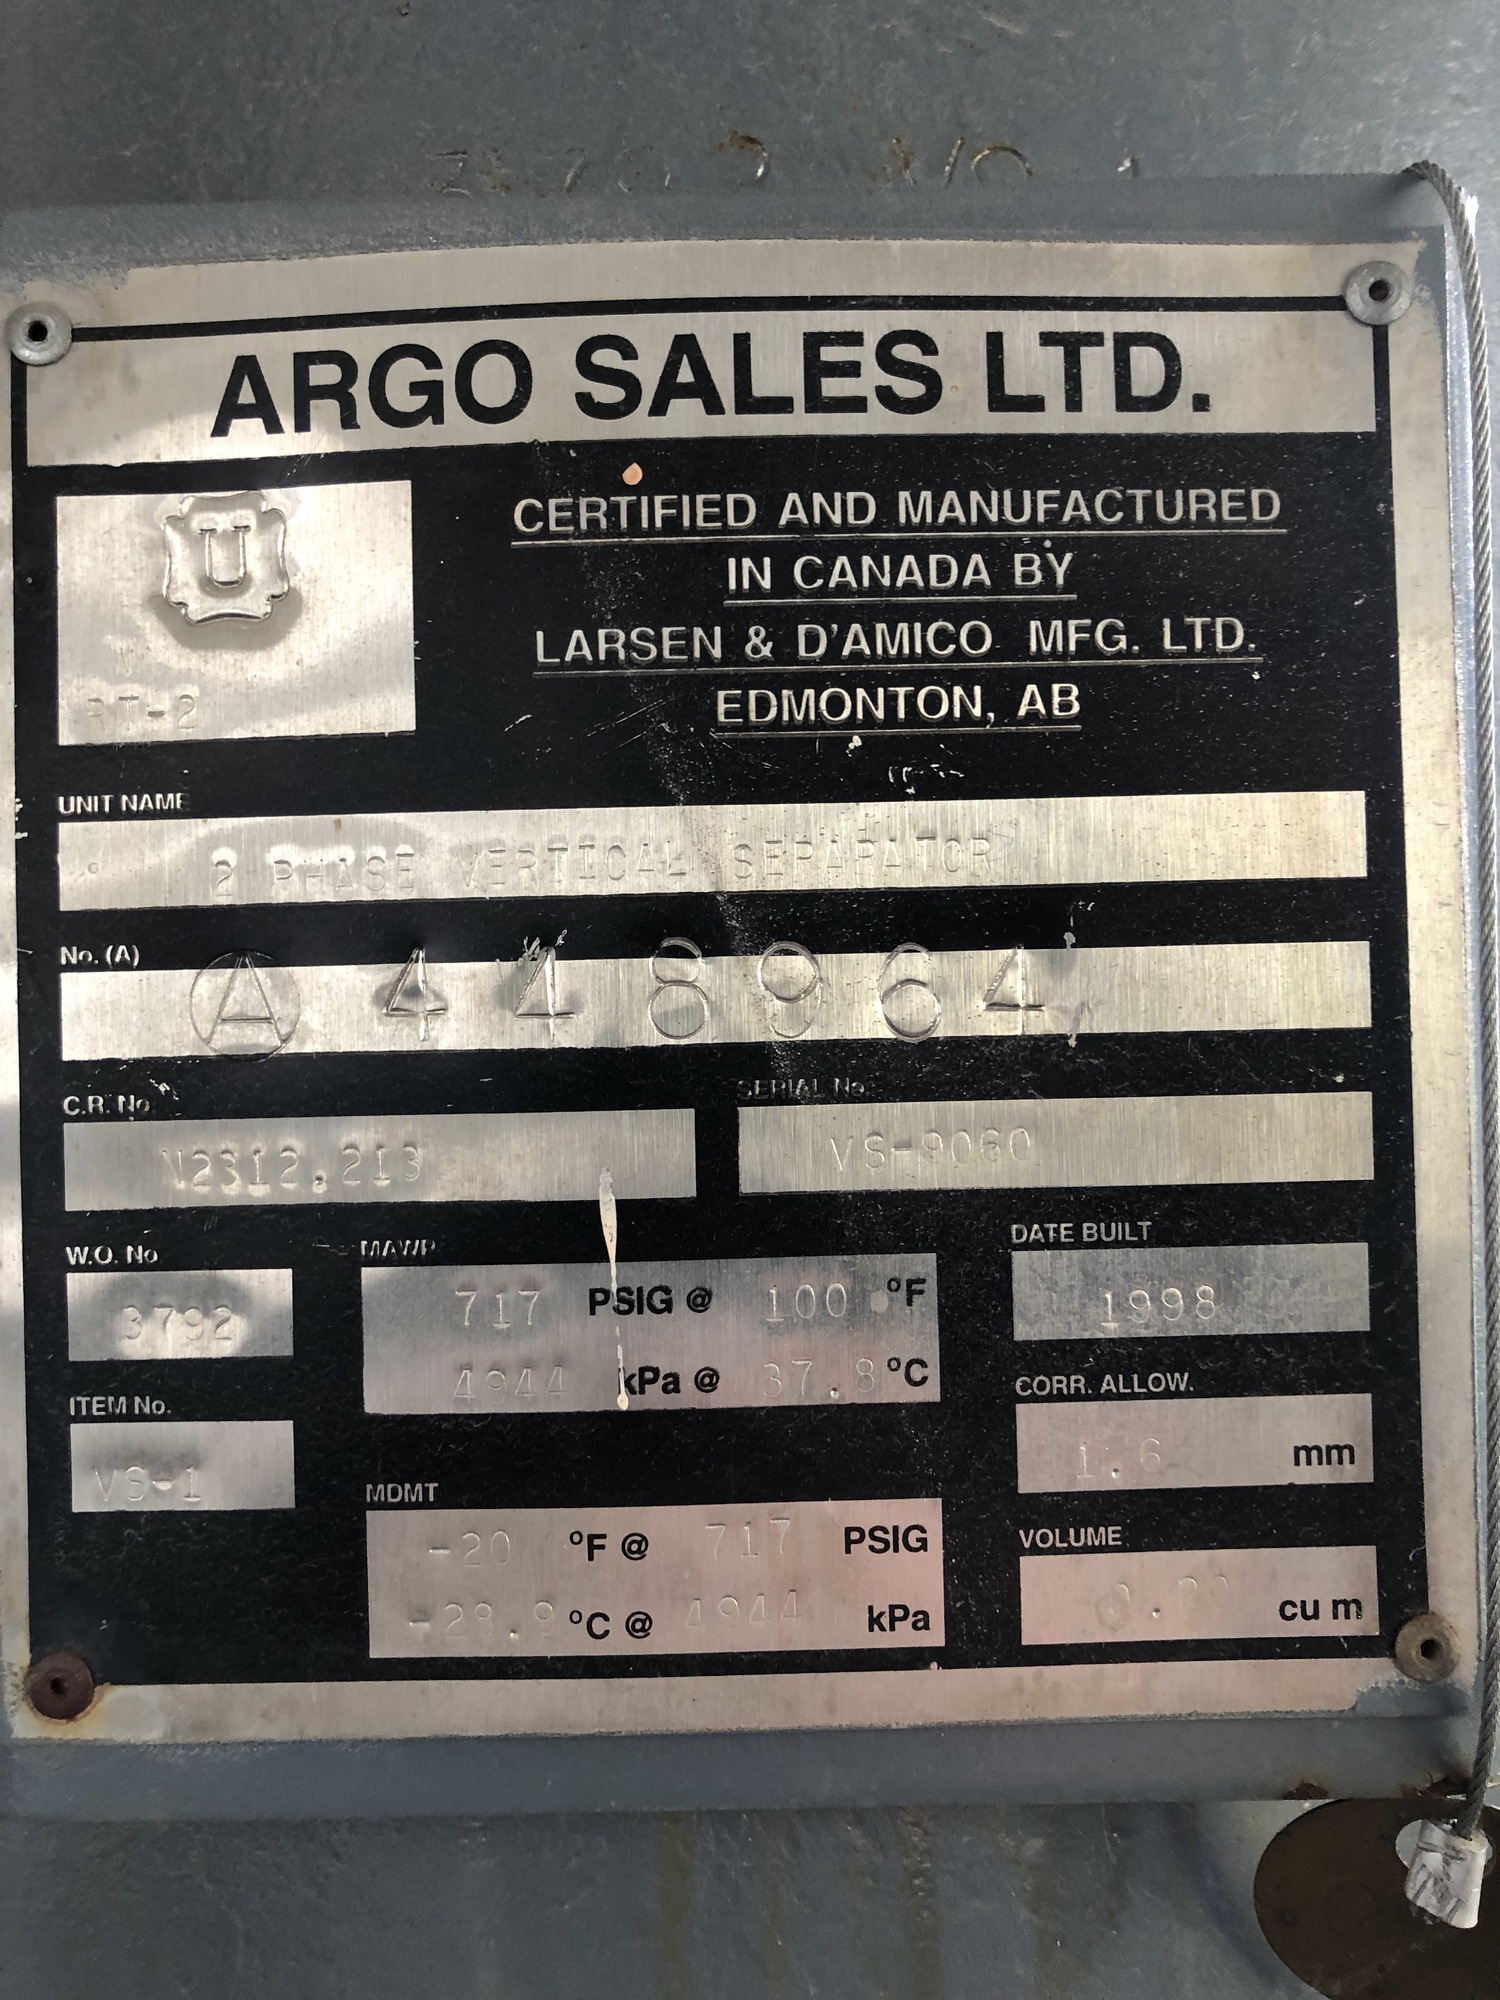 ARGO SALES LTD.
U
RT-2
CERTIFIED AND MANUFACTURED
IN CANADA BY
LARSEN & D'AMICO MFG. LTD.
EDMONTON, AB
UNIT NAME
2 PHASE VERTICAL SEPARATOR
No. (A)
Ⓐ 448964
C.R. No
N2312.213
SERIAL No.
VS-9060
W.O. No
3792
MAWP
717 PSIG @ 100 °F
4944 kPa @ 37.8 °C
DATE BUILT
1998
ITEM No.
VS-1
CORR. ALLOW.
1.6 mm
MDMT
-20 °F @ 717 PSIG
-28.9 °C @ 4944 kPa
VOLUME
cu m